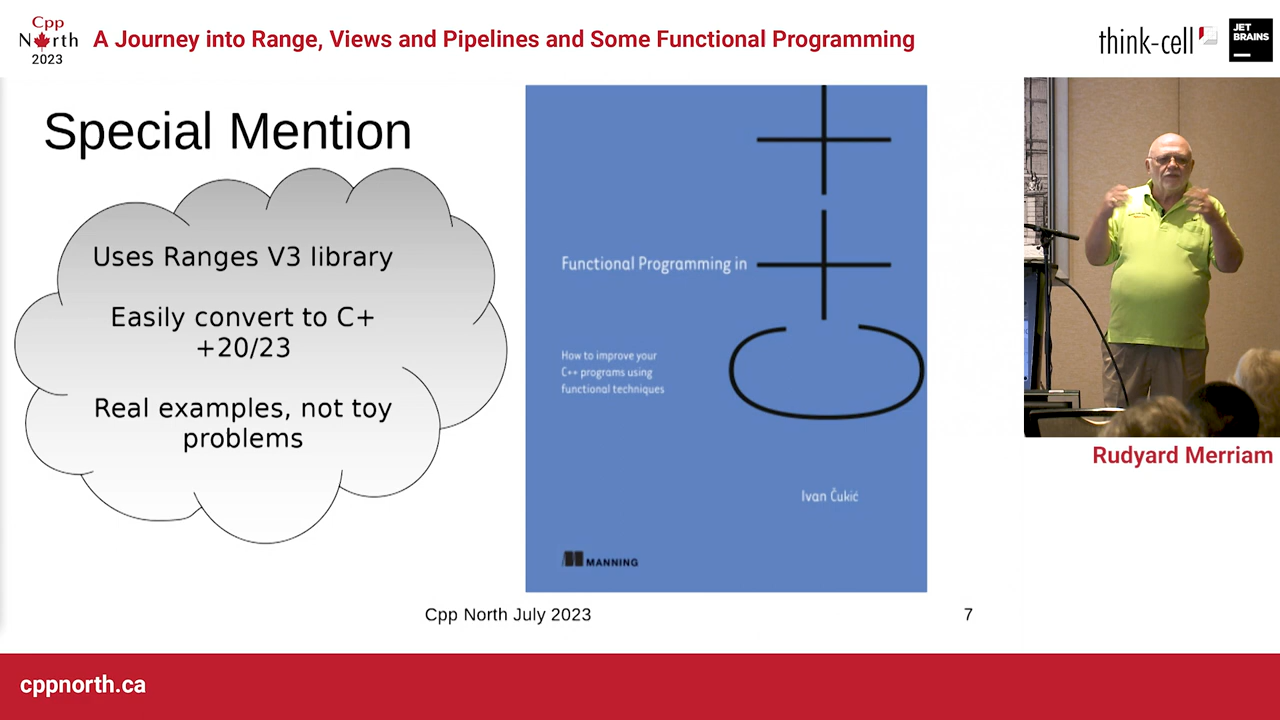 Cpp
North
2023
A Journey into Range, Views and Pipelines and Some Functional Programming
think-cell
JET
BRAINS
Special Mention
Uses Ranges V3 library
Easily convert to C+
+20/23
Real examples, not toy
problems
Functional Programming in
How to improve your
C++ programs using
functional techniques
Ivan Čukić
MANNING
Rudyard Merriam
Cpp North July 2023
7
cppnorth.ca